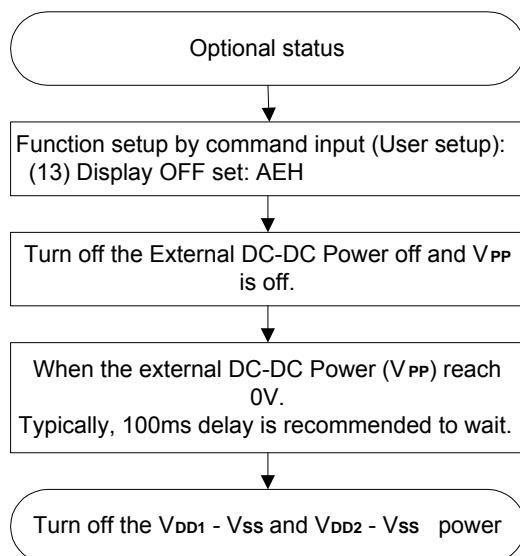 Optional status
Function setup by command input (User setup):
(13) Display OFF set: AEH
Turn off the External DC-DC Power off and VPP
is off.
When the external DC-DC Power (VPP) reach
0V.
Typically, 100ms delay is recommended to wait.
Turn off the VDD1 - VSS and VDD2 - VSS power